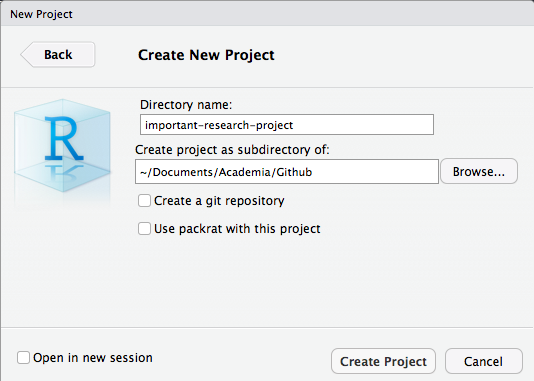 New Project
Back
Create New Project
R
Directory name:
important-research-project
Create project as subdirectory of:
~/Documents/Academia/Github
Browse...
Create a git repository
Use packrat with this project
Open in new session
Create Project
Cancel